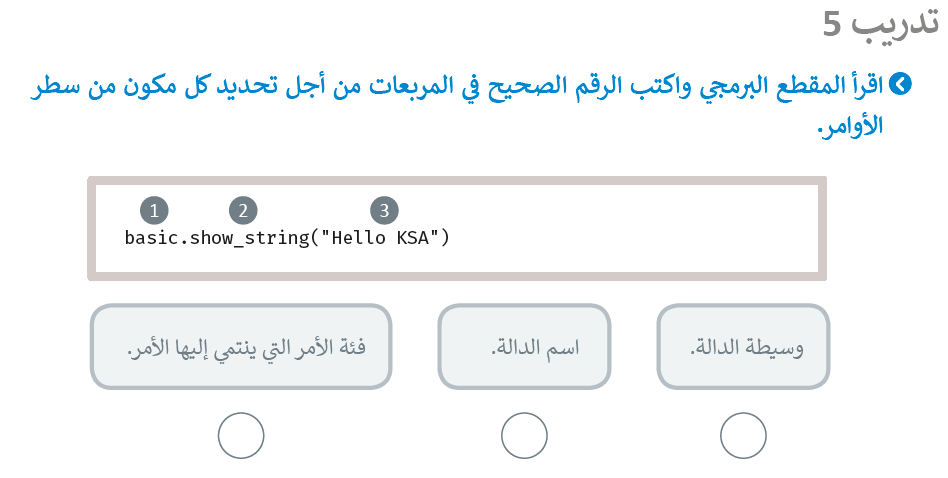 تدريب 5
اقرأ المقطع البرمجي واكتب الرقم الصحيح في المربعات من أجل تحديد كل مكون من سطر
الأوامر.
1 2 3
basic.show_string("Hello KSA")
وسيطة الدالة. اسم الدالة. فئة الأمر التي ينتمي إليها الأمر.